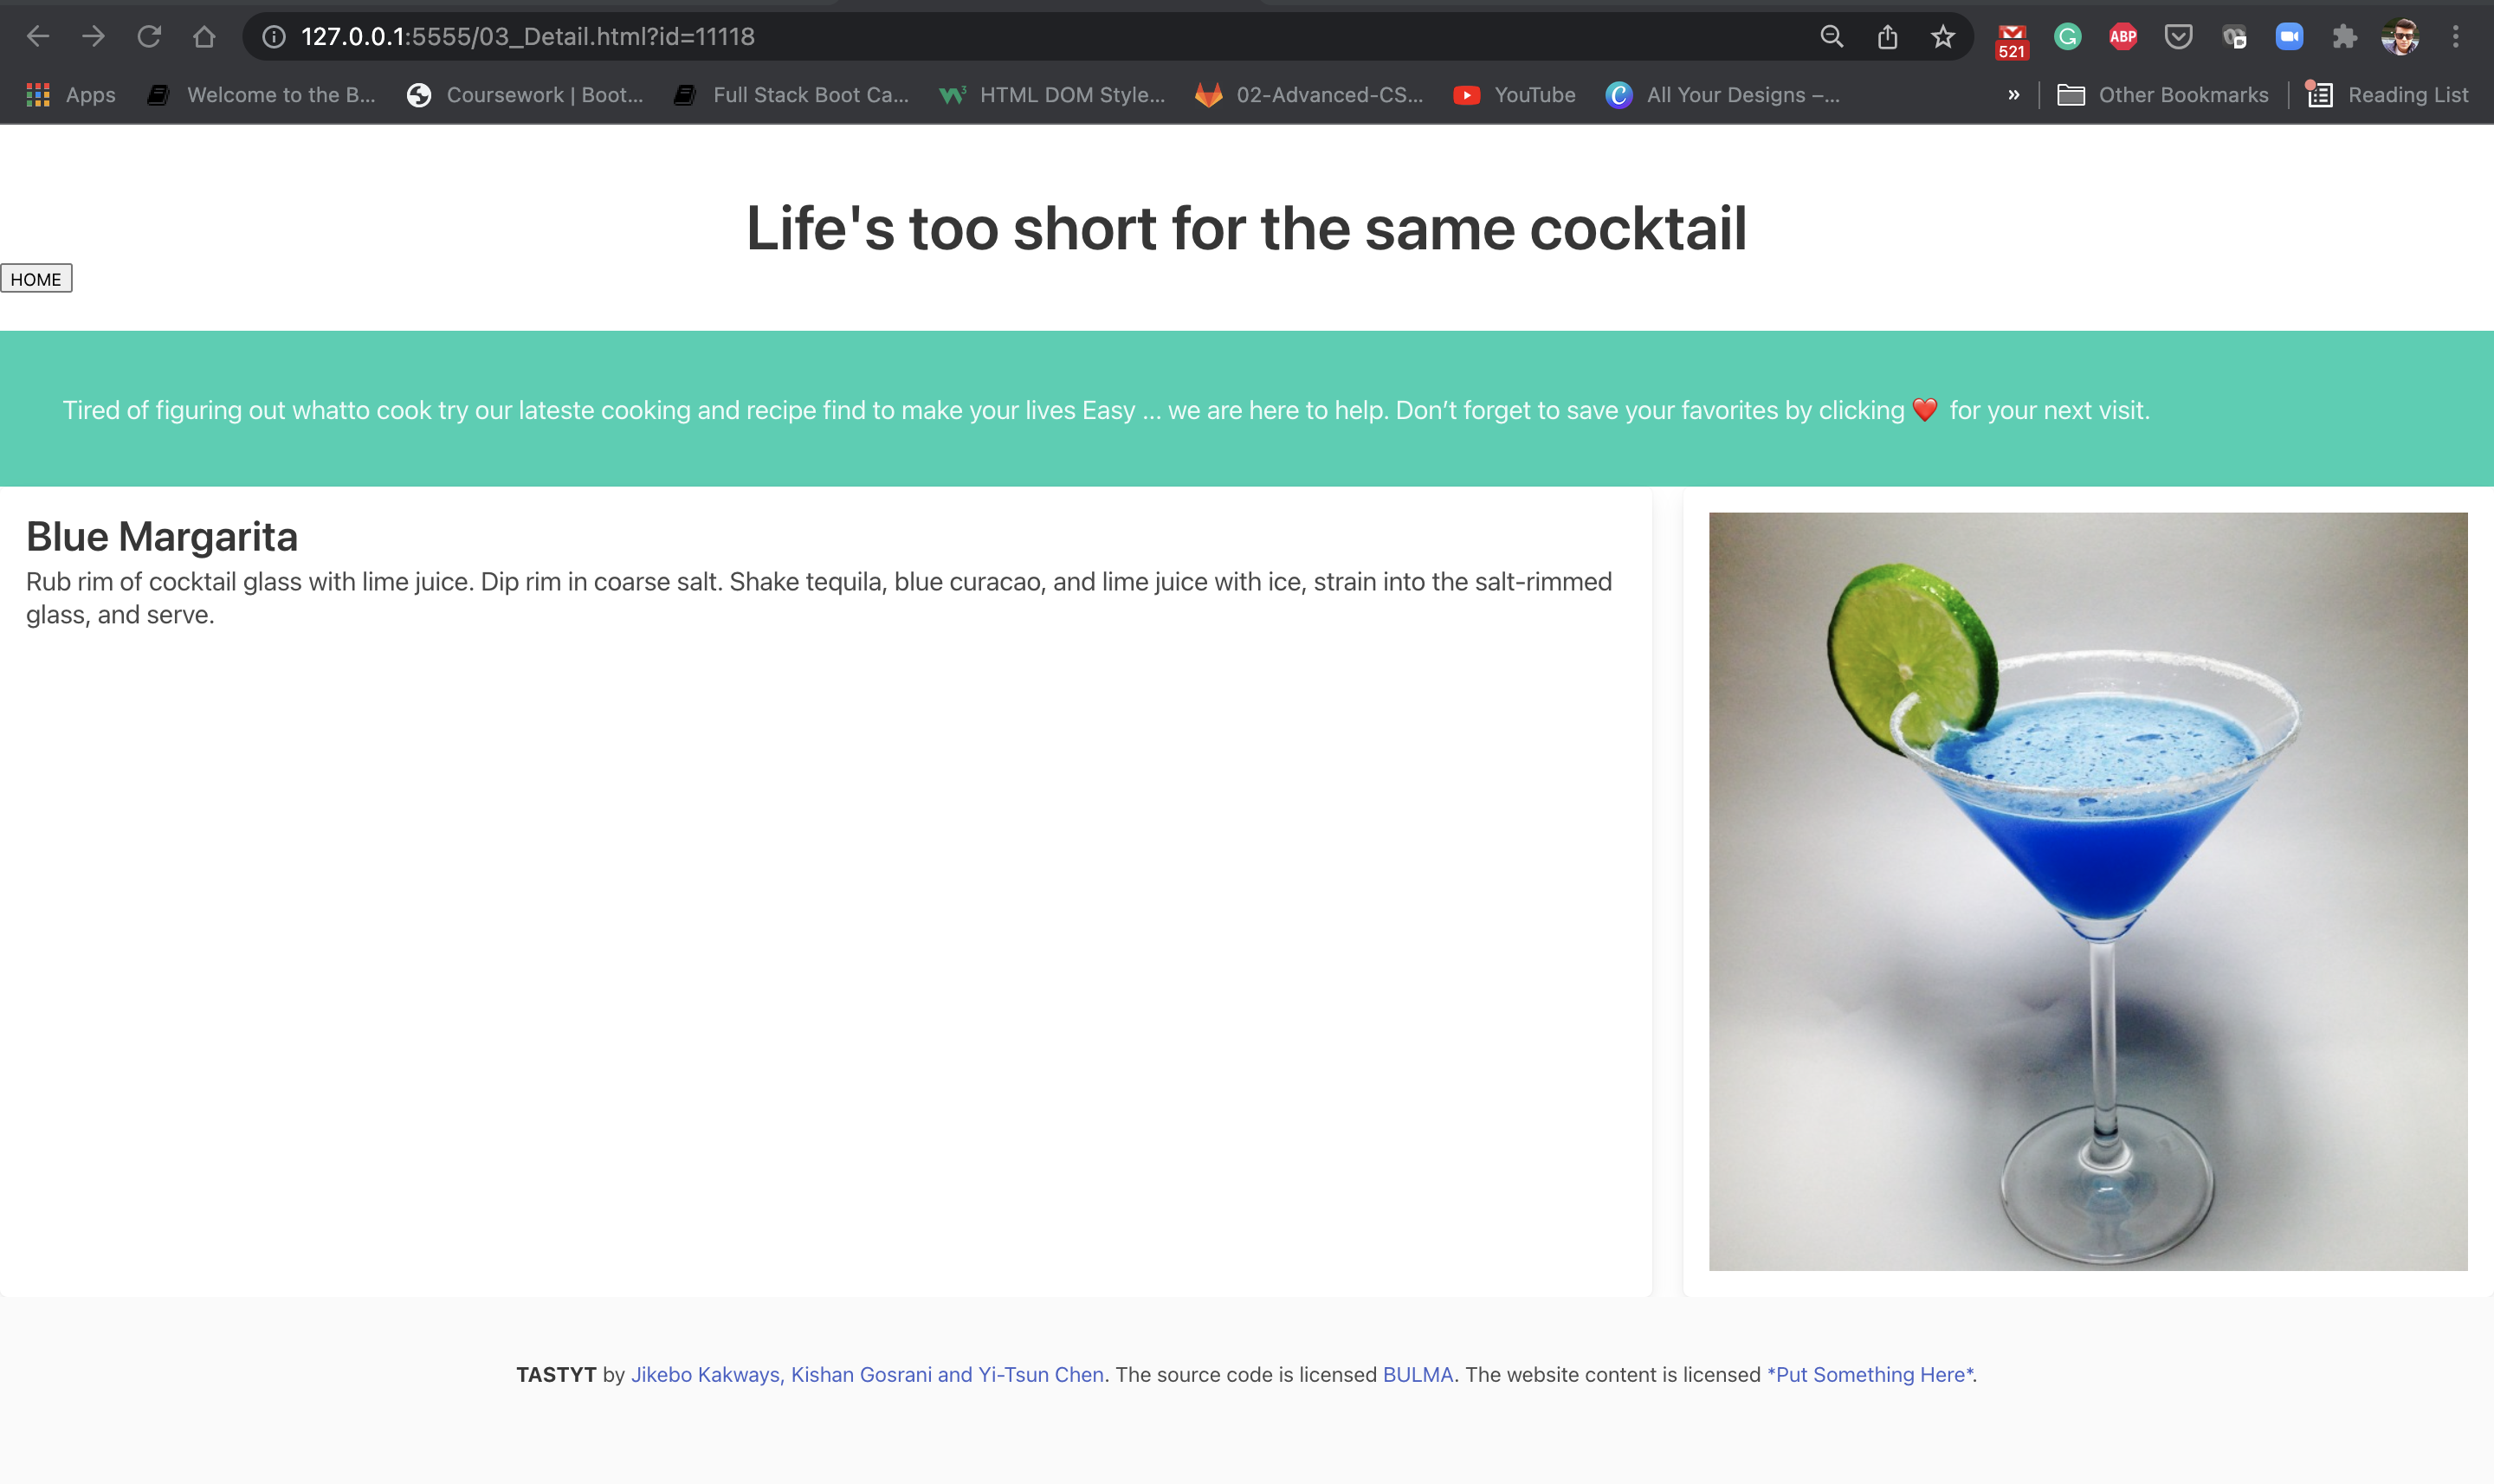 127.0.0.1:5555/03_Detail.html?id=11118
521
ABP
Apps
Welcome to the B...
Coursework | Boot...
Full Stack Boot Ca...
HTML DOM Style...
02-Advanced-CS...
YouTube
All Your Designs –...
»
Other Bookmarks
Reading List
Life's too short for the same cocktail
HOME
Tired of figuring out whatto cook try our lateste cooking and recipe find to make your lives Easy ... we are here to help. Don't forget to save your favorites by clicking ❤️ for your next visit.
Blue Margarita
Rub rim of cocktail glass with lime juice. Dip rim in coarse salt. Shake tequila, blue curacao, and lime juice with ice, strain into the salt-rimmed
glass, and serve.
TASTYT by Jikebo Kakways, Kishan Gosrani and Yi-Tsun Chen. The source code is licensed BULMA. The website content is licensed *Put Something Here*.